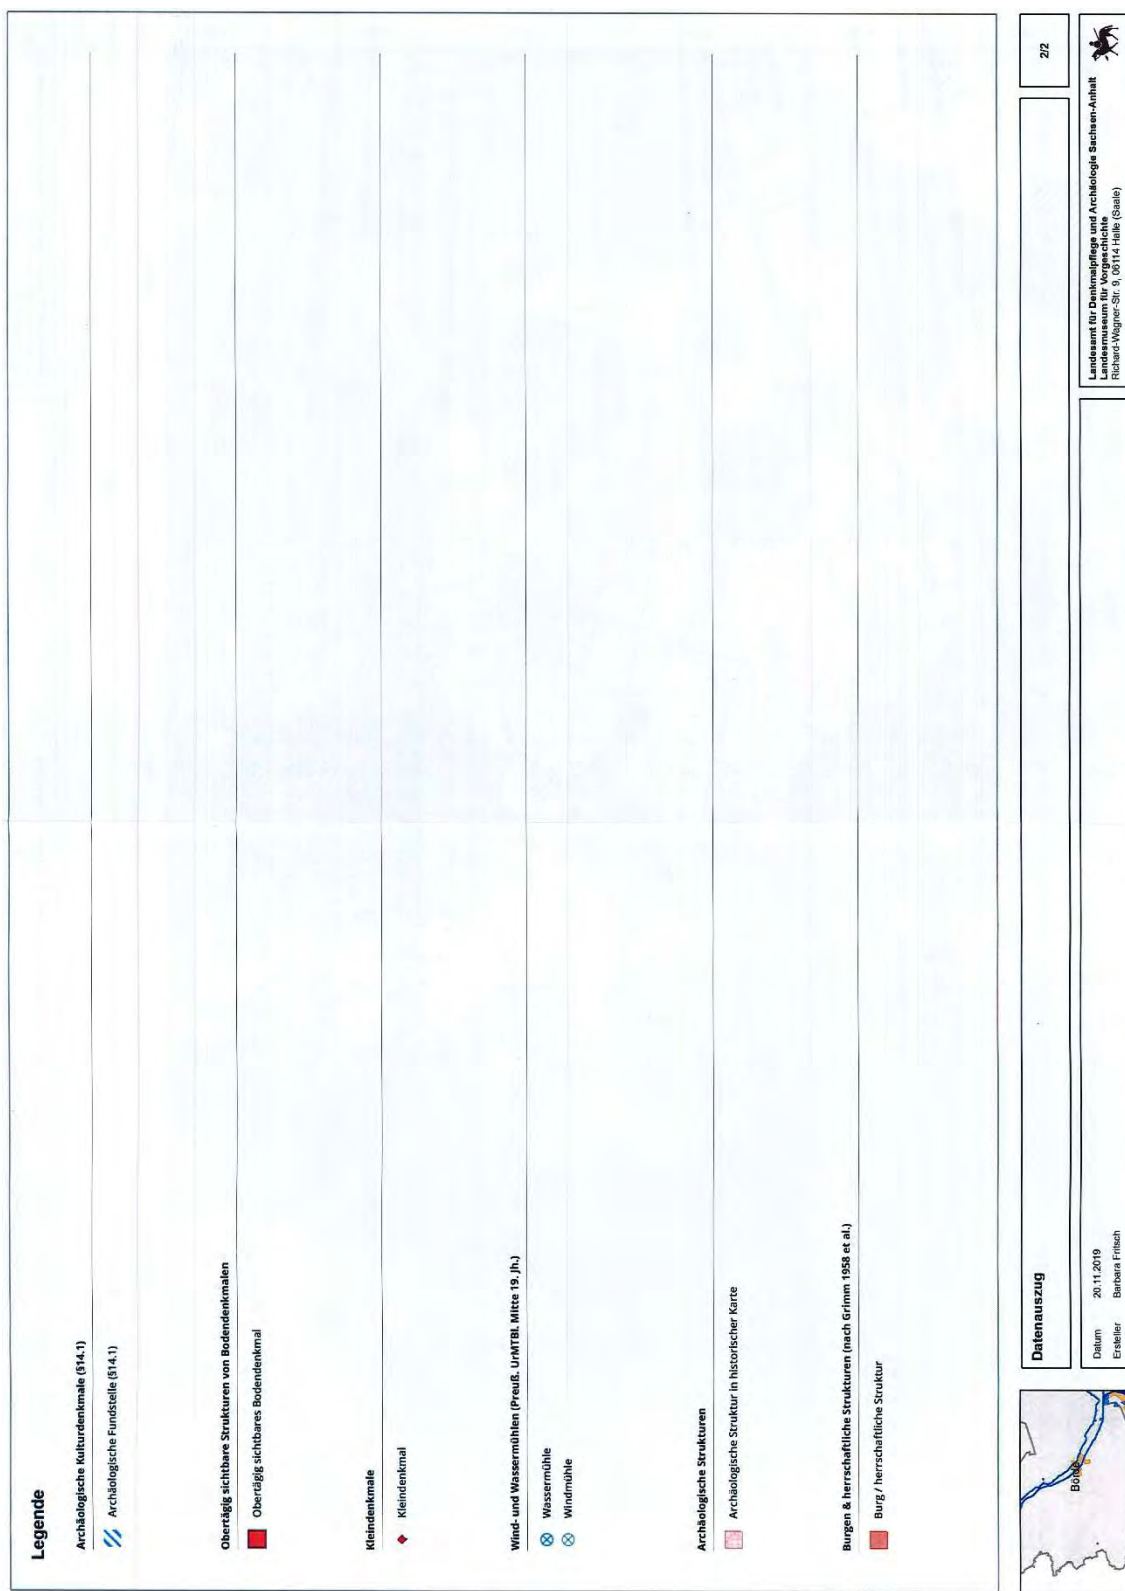 Legende
Archäologische Kulturdenkmale (§14.1)
Archäologische Fundstelle (§14.1)
Obertägig sichtbare Strukturen von Bodendenkmalen
Obertägig sichtbares Bodendenkmal
Kleindenkmale
Kleindenkmal
Wind- und Wassermühlen (Preuß. UrMTBl. Mitte 19. Jh.)
Wassermühle
Windmühle
Archäologische Strukturen
Archäologische Struktur in historischer Karte
Burgen & herrschaftliche Strukturen (nach Grimm 1958 et al.)
Burg / herrschaftliche Struktur
Börde
Datenauszug
2/2
Datum 20.11.2019
Ersteller Barbara Fritsch
Landesamt für Denkmalpflege und Archäologie Sachsen-Anhalt
Landesmuseum für Vorgeschichte
Richard-Wagner-Str. 9, 06114 Halle (Saale)